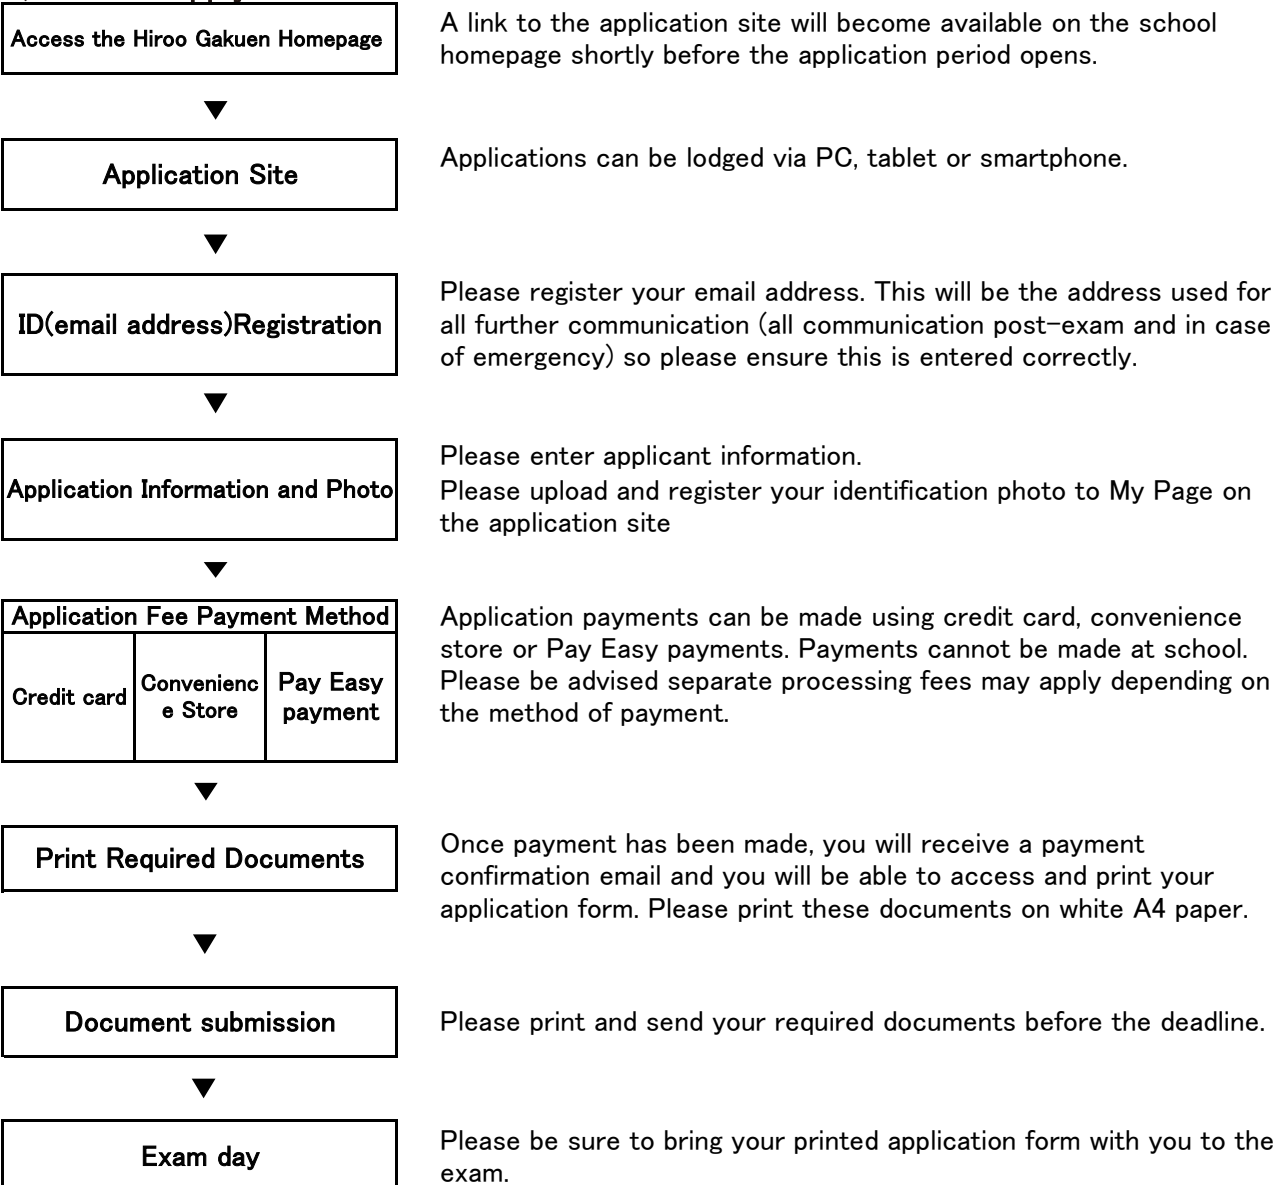 Access the Hiroo Gakuen Homepage
A link to the application site will become available on the school
homepage shortly before the application period opens.
▼
Application Site
Applications can be lodged via PC, tablet or smartphone.
▼
ID(email address)Registration
Please register your email address. This will be the address used for
all further communication (all communication post-exam and in case
of emergency) so please ensure this is entered correctly.
▼
Application Information and Photo
Please enter applicant information.
Please upload and register your identification photo to My Page on
the application site
▼
Application Fee Payment Method
Credit card
Convenienc
e Store
Pay Easy
payment
Application payments can be made using credit card, convenience
store or Pay Easy payments. Payments cannot be made at school.
Please be advised separate processing fees may apply depending on
the method of payment.
▼
Print Required Documents
Once payment has been made, you will receive a payment
confirmation email and you will be able to access and print your
application form. Please print these documents on white A4 paper.
▼
Document submission
Please print and send your required documents before the deadline.
▼
Exam day
Please be sure to bring your printed application form with you to the
exam.